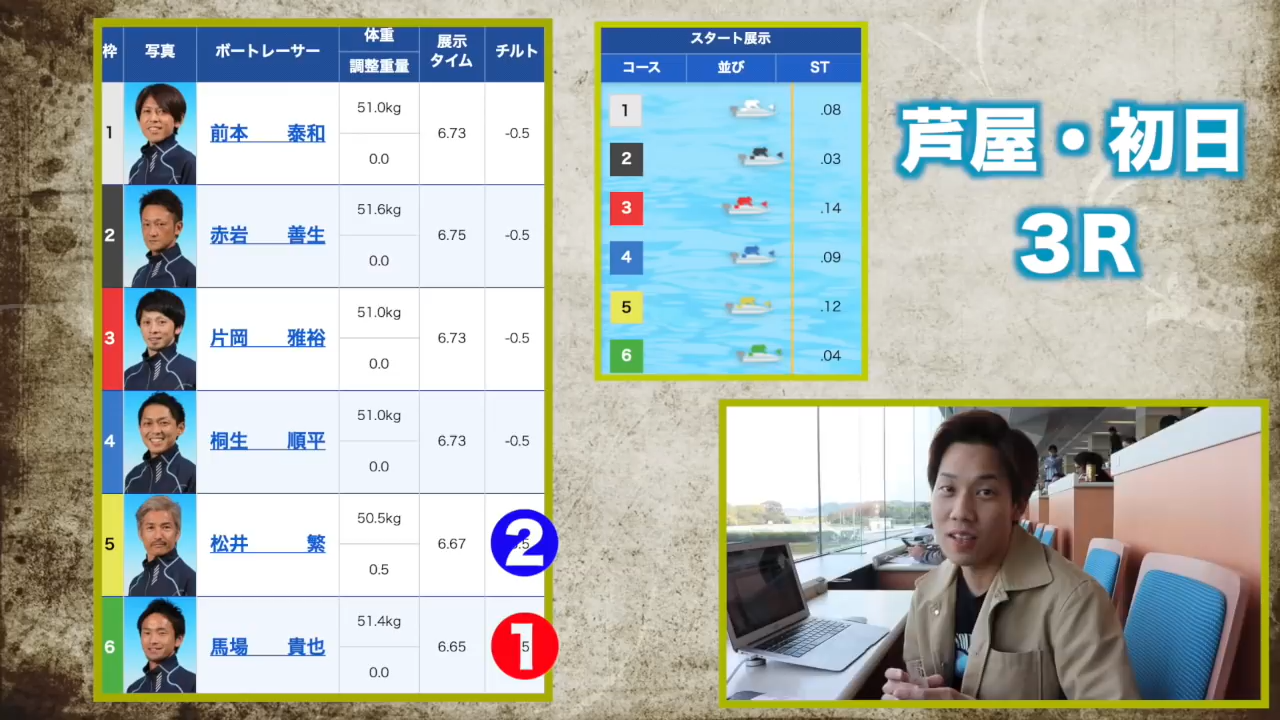 枠 写真 ボートレーサー 体重 調整重量 展示タイム チルト
1 前本 泰和 51.0kg 0.0 6.73 -0.5
2 赤岩 善生 51.6kg 0.0 6.75 -0.5
3 片岡 雅裕 51.0kg 0.0 6.73 -0.5
4 桐生 順平 51.0kg 0.0 6.73 -0.5
5 松井 繁 50.5kg 0.5 6.67 2
6 馬場 貴也 51.4kg 0.0 6.65 1
スタート展示
コース 並び ST
1 .08
2 .03
3 .14
4 .09
5 .12
6 .04
芦屋・初日
3R